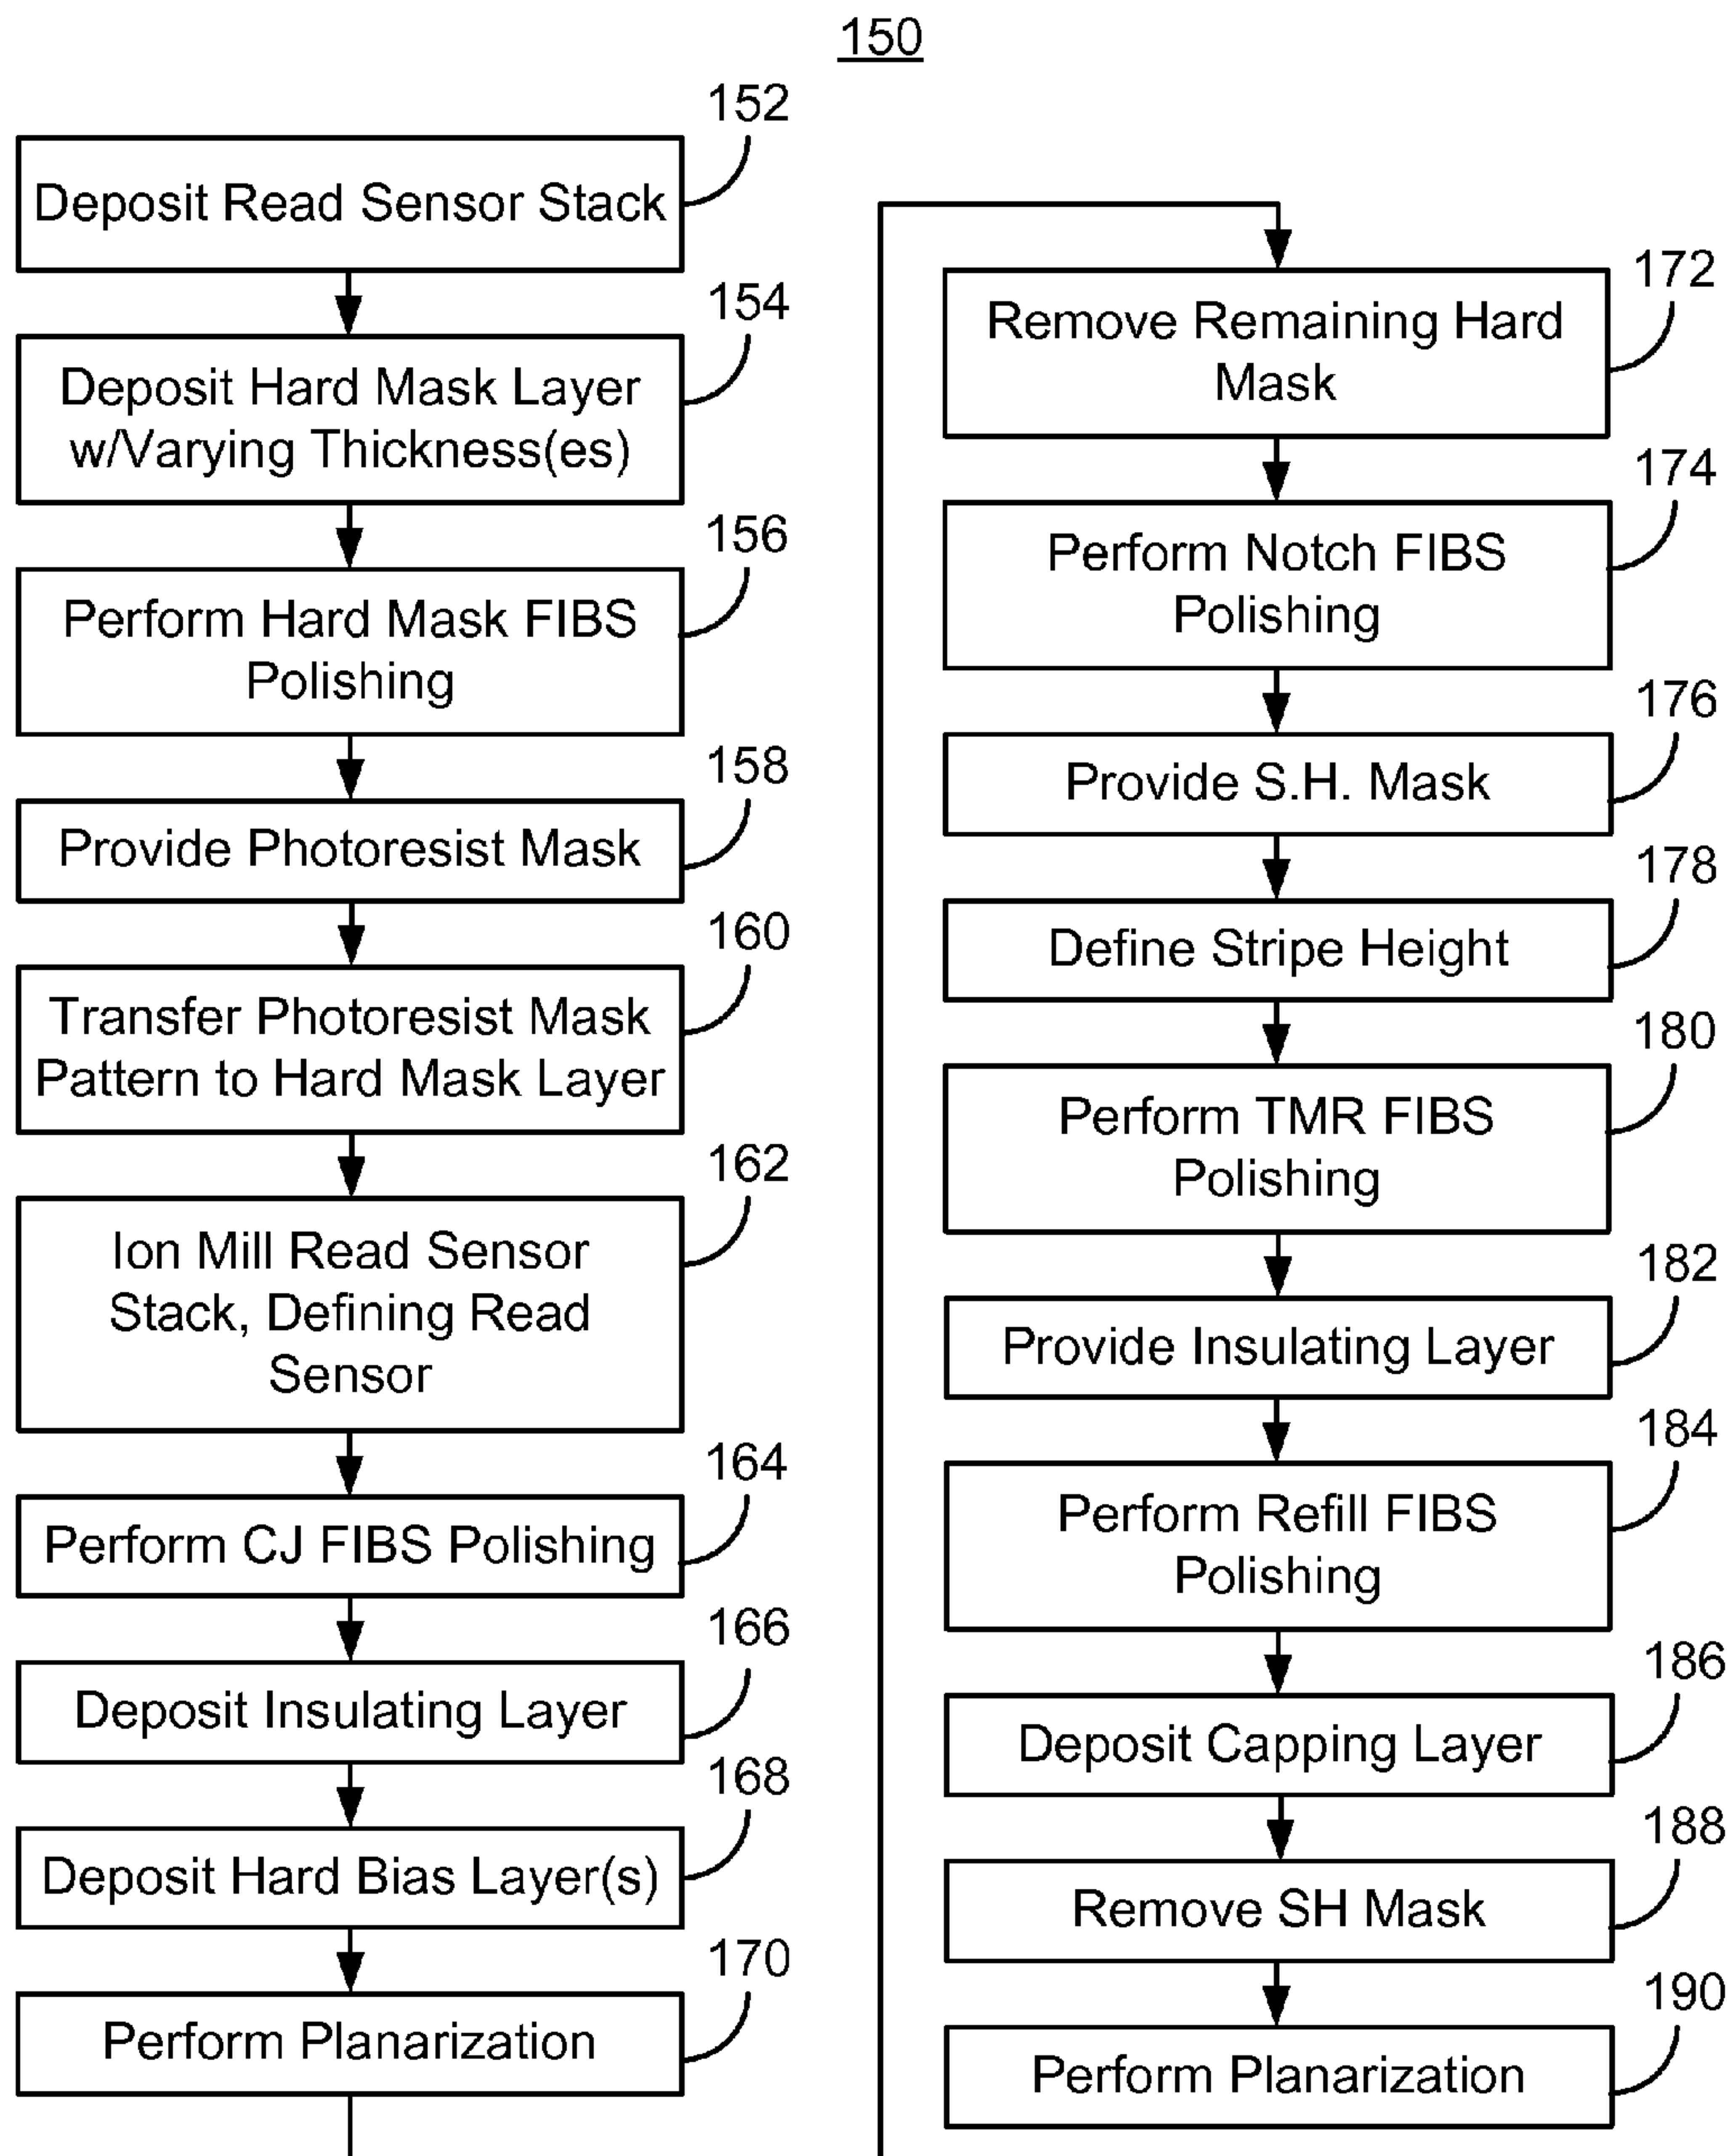 150
152
Deposit Read Sensor Stack
154
Deposit Hard Mask Layer
w/Varying Thickness(es)
156
Perform Hard Mask FIBS
Polishing
158
Provide Photoresist Mask
160
Transfer Photoresist Mask
Pattern to Hard Mask Layer
162
Ion Mill Read Sensor
Stack, Defining Read
Sensor
164
Perform CJ FIBS Polishing
166
Deposit Insulating Layer
168
Deposit Hard Bias Layer(s)
170
Perform Planarization
172
Remove Remaining Hard
Mask
174
Perform Notch FIBS
Polishing
176
Provide S.H. Mask
178
Define Stripe Height
180
Perform TMR FIBS
Polishing
182
Provide Insulating Layer
184
Perform Refill FIBS
Polishing
186
Deposit Capping Layer
188
Remove SH Mask
190
Perform Planarization